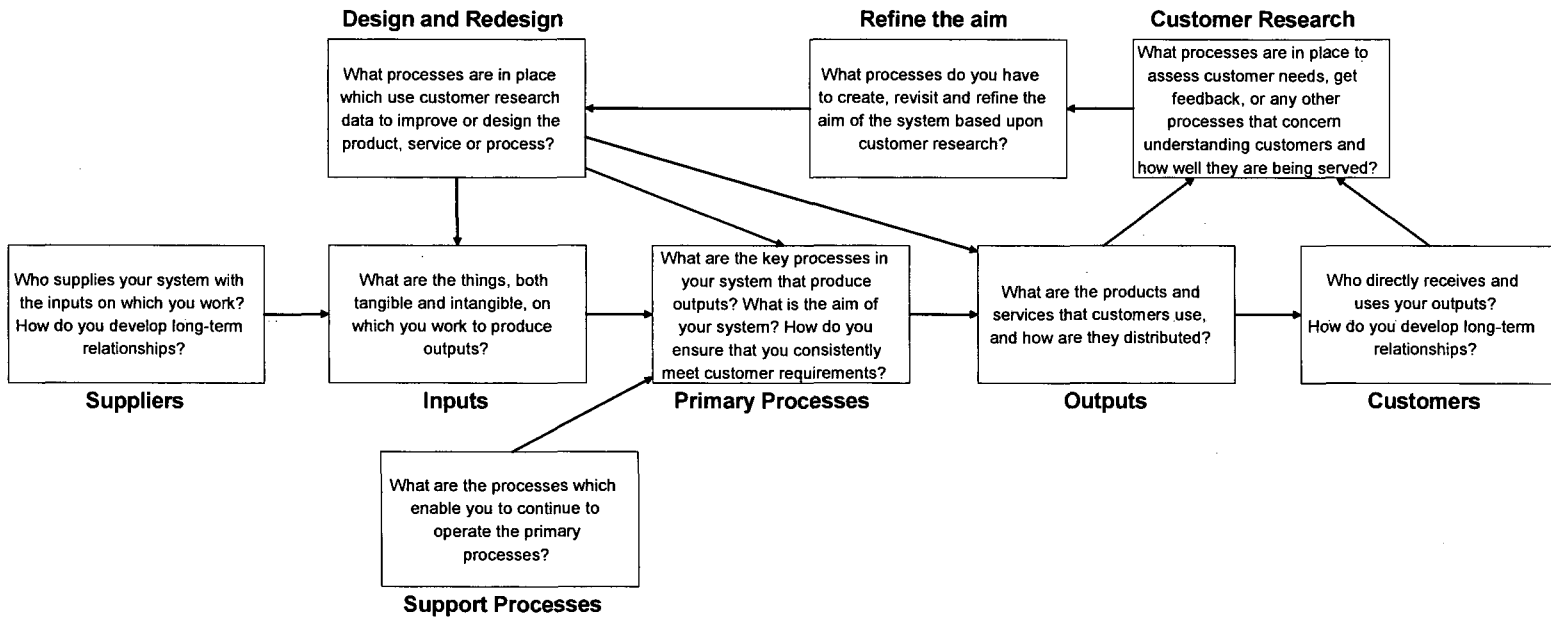 Design and Redesign
What processes are in place
which use customer research
data to improve or design the
product, service or process?
Refine the aim
What processes do you have
to create, revisit and refine the
aim of the system based upon
customer research?
Customer Research
What processes are in place to
assess customer needs, get
feedback, or any other
processes that concern
understanding customers and
how well they are being served?
Who supplies your system with
the inputs on which you work?
How do you develop long-term
relationships?
Suppliers
What are the things, both
tangible and intangible, on
which you work to produce
outputs?
Inputs
What are the key processes in
your system that produce
outputs? What is the aim of
your system? How do you
ensure that you consistently
meet customer requirements?
Primary Processes
What are the products and
services that customers use,
and how are they distributed?
Outputs
Who directly receives and
uses your outputs?
How do you develop long-term
relationships?
Customers
What are the processes which
enable you to continue to
operate the primary
processes?
Support Processes